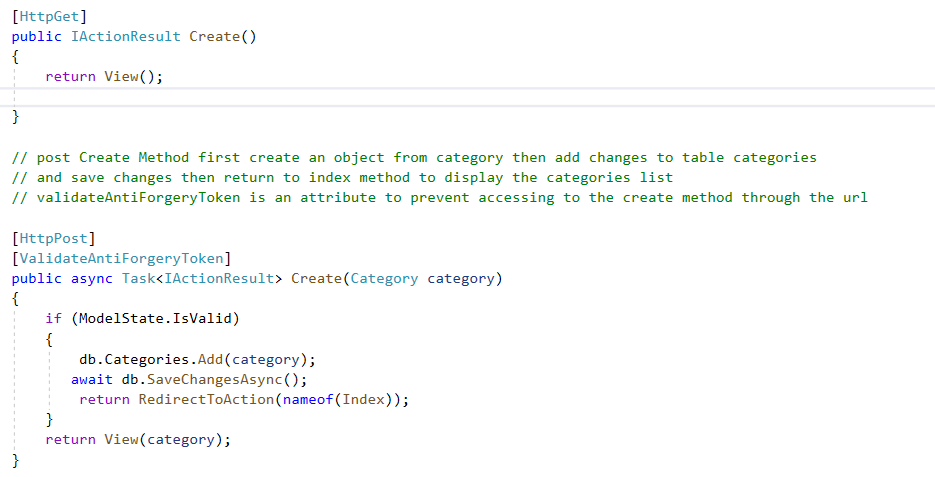 [HttpGet]
public IActionResult Create()
{
    return View();

}

// post Create Method first create an object from category then add changes to table categories
// and save changes then return to index method to display the categories list
// validateAntiForgeryToken is an attribute to prevent accessing to the create method through the url

[HttpPost]
[ValidateAntiForgeryToken]
public async Task<IActionResult> Create(Category category)
{
    if (ModelState.IsValid)
    {
        db.Categories.Add(category);
       await db.SaveChangesAsync();
        return RedirectToAction(nameof(Index));
    }
    return View(category);
}